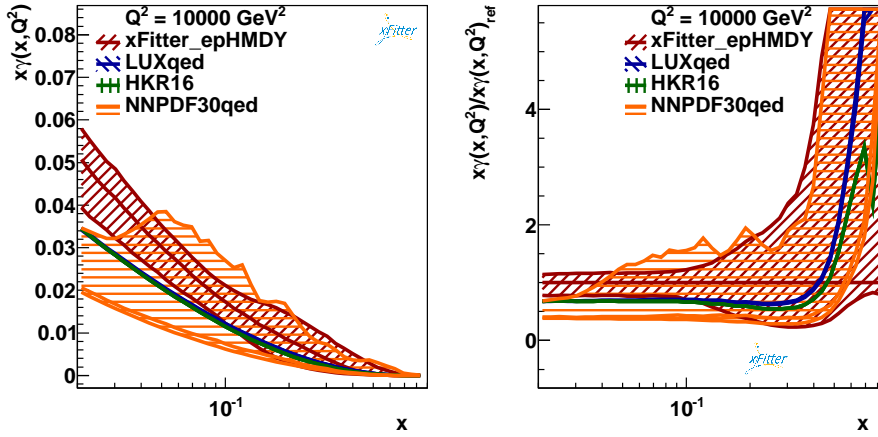 Q² = 10000 GeV²
xFitter_epHMDY
LUXqed
HKR16
NNPDF30qed
xFitter
xγ(x,Q²)
0.08
0.07
0.06
0.05
0.04
0.03
0.02
0.01
0
10⁻¹
x
Q² = 10000 GeV²
xFitter_epHMDY
LUXqed
HKR16
NNPDF30qed
xγ(x,Q²)/xγ(x,Q²)ref
4
2
0
xFitter
10⁻¹
x